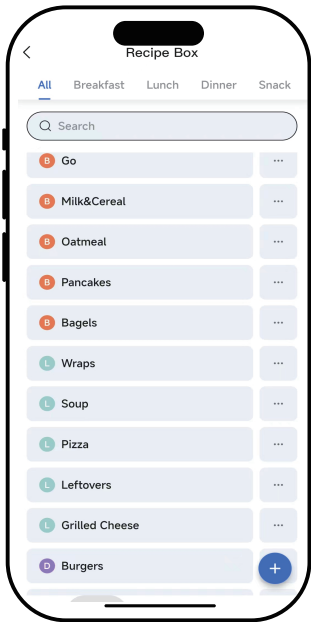 Recipe Box
All Breakfast Lunch Dinner Snack
Search
B Go ...
B Milk&Cereal ...
B Oatmeal ...
B Pancakes ...
B Bagels ...
L Wraps ...
L Soup ...
L Pizza ...
L Leftovers ...
L Grilled Cheese ...
D Burgers +